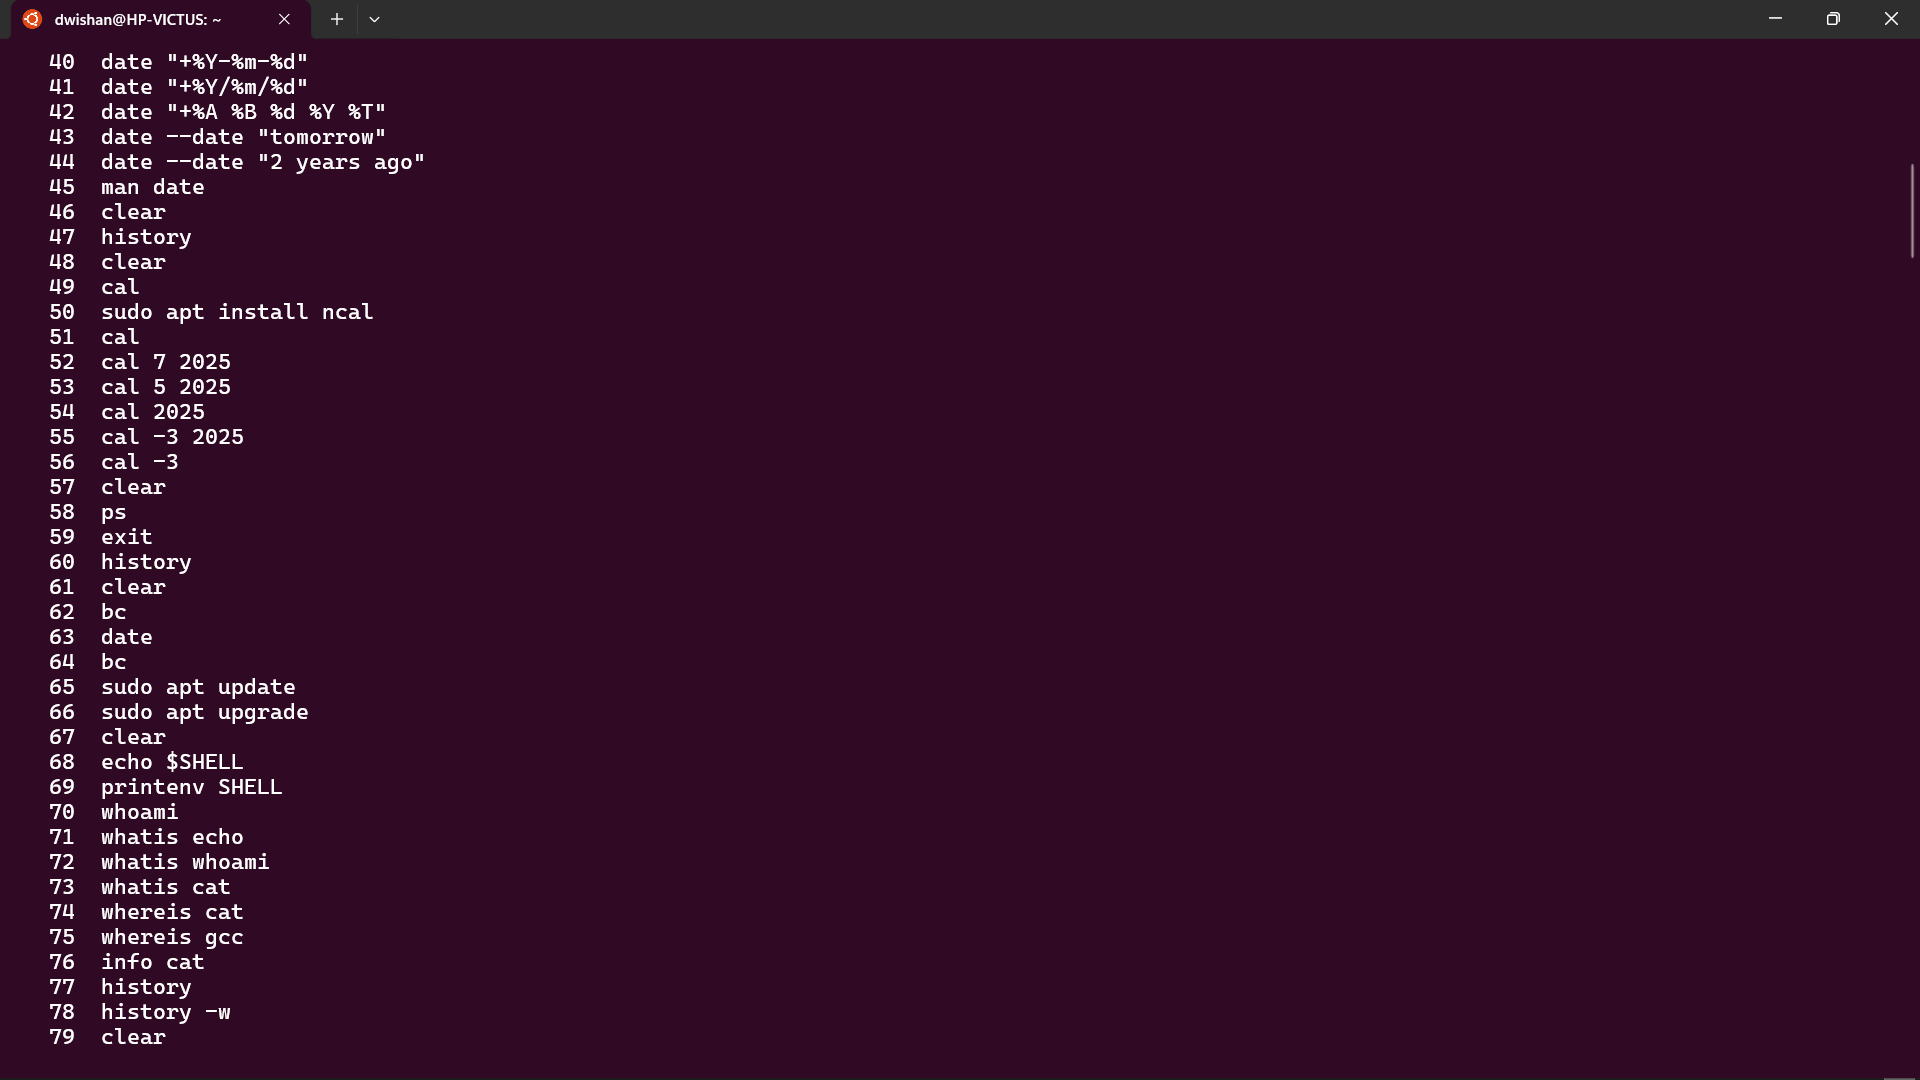 dwishan@HP-VICTUS: ~
40 date "+%Y-%m-%d"
41 date "+%Y/%m/%d"
42 date "+%A %B %d %Y %T"
43 date --date "tomorrow"
44 date --date "2 years ago"
45 man date
46 clear
47 history
48 clear
49 cal
50 sudo apt install ncal
51 cal
52 cal 7 2025
53 cal 5 2025
54 cal 2025
55 cal -3 2025
56 cal -3
57 clear
58 ps
59 exit
60 history
61 clear
62 bc
63 date
64 bc
65 sudo apt update
66 sudo apt upgrade
67 clear
68 echo $SHELL
69 printenv SHELL
70 whoami
71 whatis echo
72 whatis whoami
73 whatis cat
74 whereis cat
75 whereis gcc
76 info cat
77 history
78 history -w
79 clear